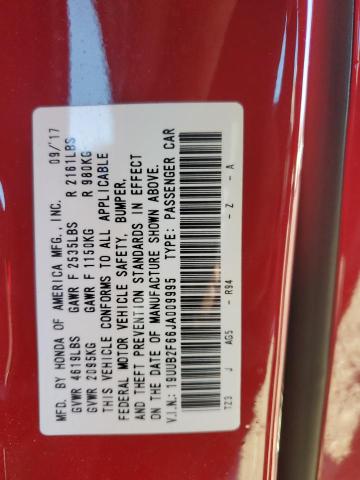 MFD. BY HONDA OF AMERICA MFG., INC. 09/'17
GVWR 4619LBS GAWR F 2535LBS R 2161LBS
GVWR 2095KG GAWR F 1150KG R 980KG
THIS VEHICLE CONFORMS TO ALL APPLICABLE
FEDERAL MOTOR VEHICLE SAFETY, BUMPER,
AND THEFT PREVENTION STANDARDS IN EFFECT
ON THE DATE OF MANUFACTURE SHOWN ABOVE.
V.I.N.: 19UUB2F66JA009995 TYPE: PASSENGER CAR
TZ3 J AG5 - R94 - Z - A